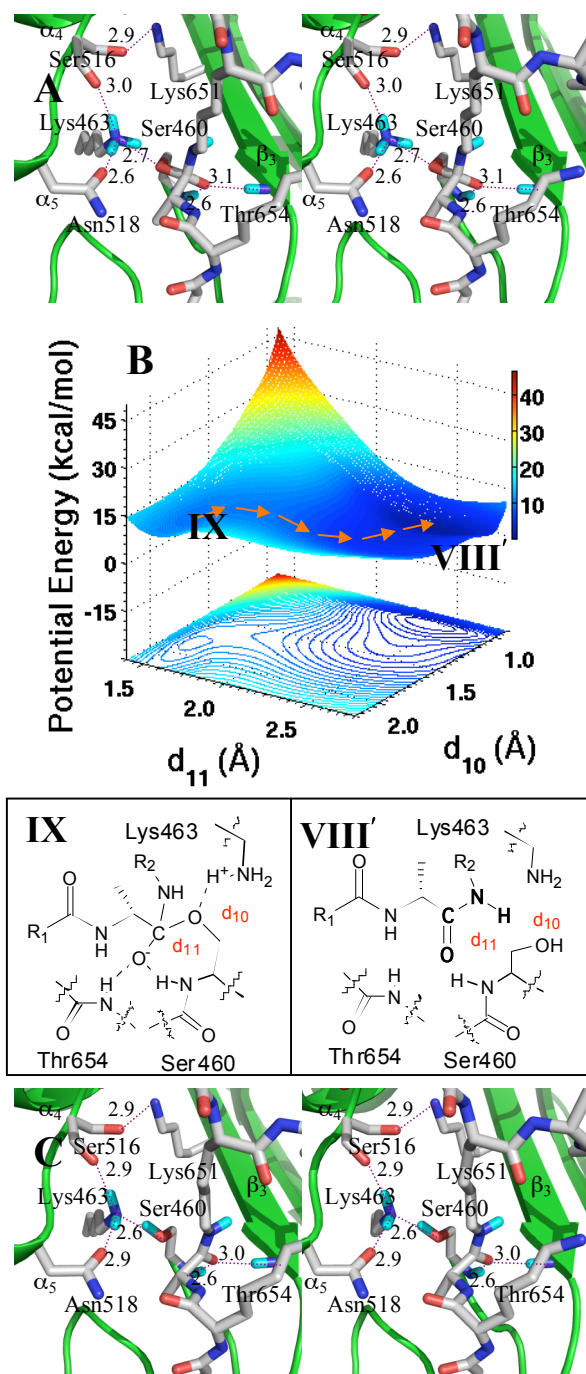 α4
2.9
Ser516
A
3.0
Lys651
Lys463
Ser460
β3
2.7
2.6
3.1
α5
2.6
Thr654
Asn518
α4
2.9
Ser516
3.0
Lys651
Lys463
Ser460
β3
2.7
2.6
3.1
α5
2.6
Thr654
Asn518
B
Potential Energy (kcal/mol)
45
30
15
0
-15
IX
VIII′
40
30
20
10
1.5
2.0
2.5
d11 (Å)
1.0
1.5
2.0
d10 (Å)
IX
Lys463
R2
H+
NH
NH2
O
O
d10
R1
N
H
C
d11
O-
H
N
H
N
O
O
Thr654
Ser460
VIII′
Lys463
R2
NH2
O
N
H
d10
R1
N
H
C
d11
O
OH
H
N
H
N
O
O
Thr654
Ser460
α4
2.9
Ser516
C
2.9
Lys651
Lys463
Ser460
β3
2.6
2.9
3.0
α5
2.6
Thr654
Asn518
α4
2.9
Ser516
2.9
Lys651
Lys463
Ser460
β3
2.6
2.9
3.0
α5
2.6
Thr654
Asn518